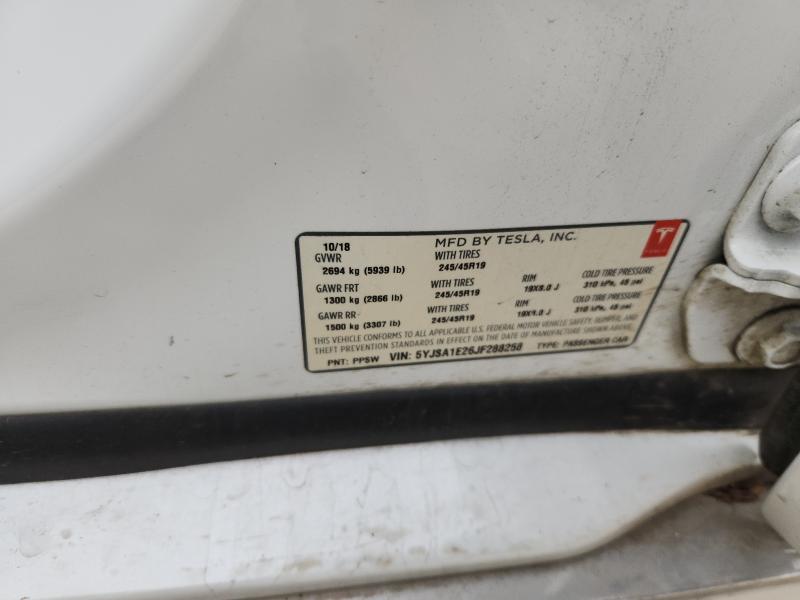 10/18 MFD BY TESLA, INC.
GVWR WITH TIRES
2694 kg (5939 lb) 245/45R19
GAWR FRT WITH TIRES RIM COLD TIRE PRESSURE
1300 kg (2866 lb) 245/45R19 19X8.0 J 310 kPa, 45 psi
GAWR RR WITH TIRES RIM COLD TIRE PRESSURE
1500 kg (3307 lb) 245/45R19 19X8.0 J 310 kPa, 45 psi
THIS VEHICLE CONFORMS TO ALL APPLICABLE U.S. FEDERAL MOTOR VEHICLE SAFETY, BUMPER, AND
THEFT PREVENTION STANDARDS IN EFFECT ON THE DATE OF MANUFACTURE SHOWN ABOVE.
PNT: PPSW VIN: 5YJSA1E26JF288258 TYPE: PASSENGER CAR